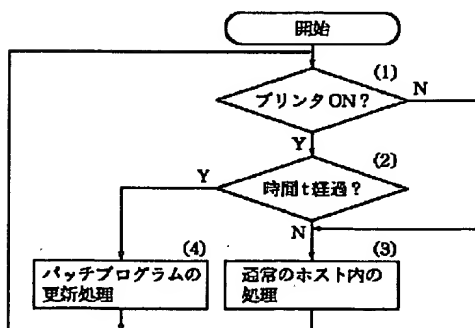 開始
(1)
プリンタON?
N
Y
(2)
時間t経過?
Y
N
(4)
パッチプログラムの
更新処理
(3)
通常のホスト内の
処理